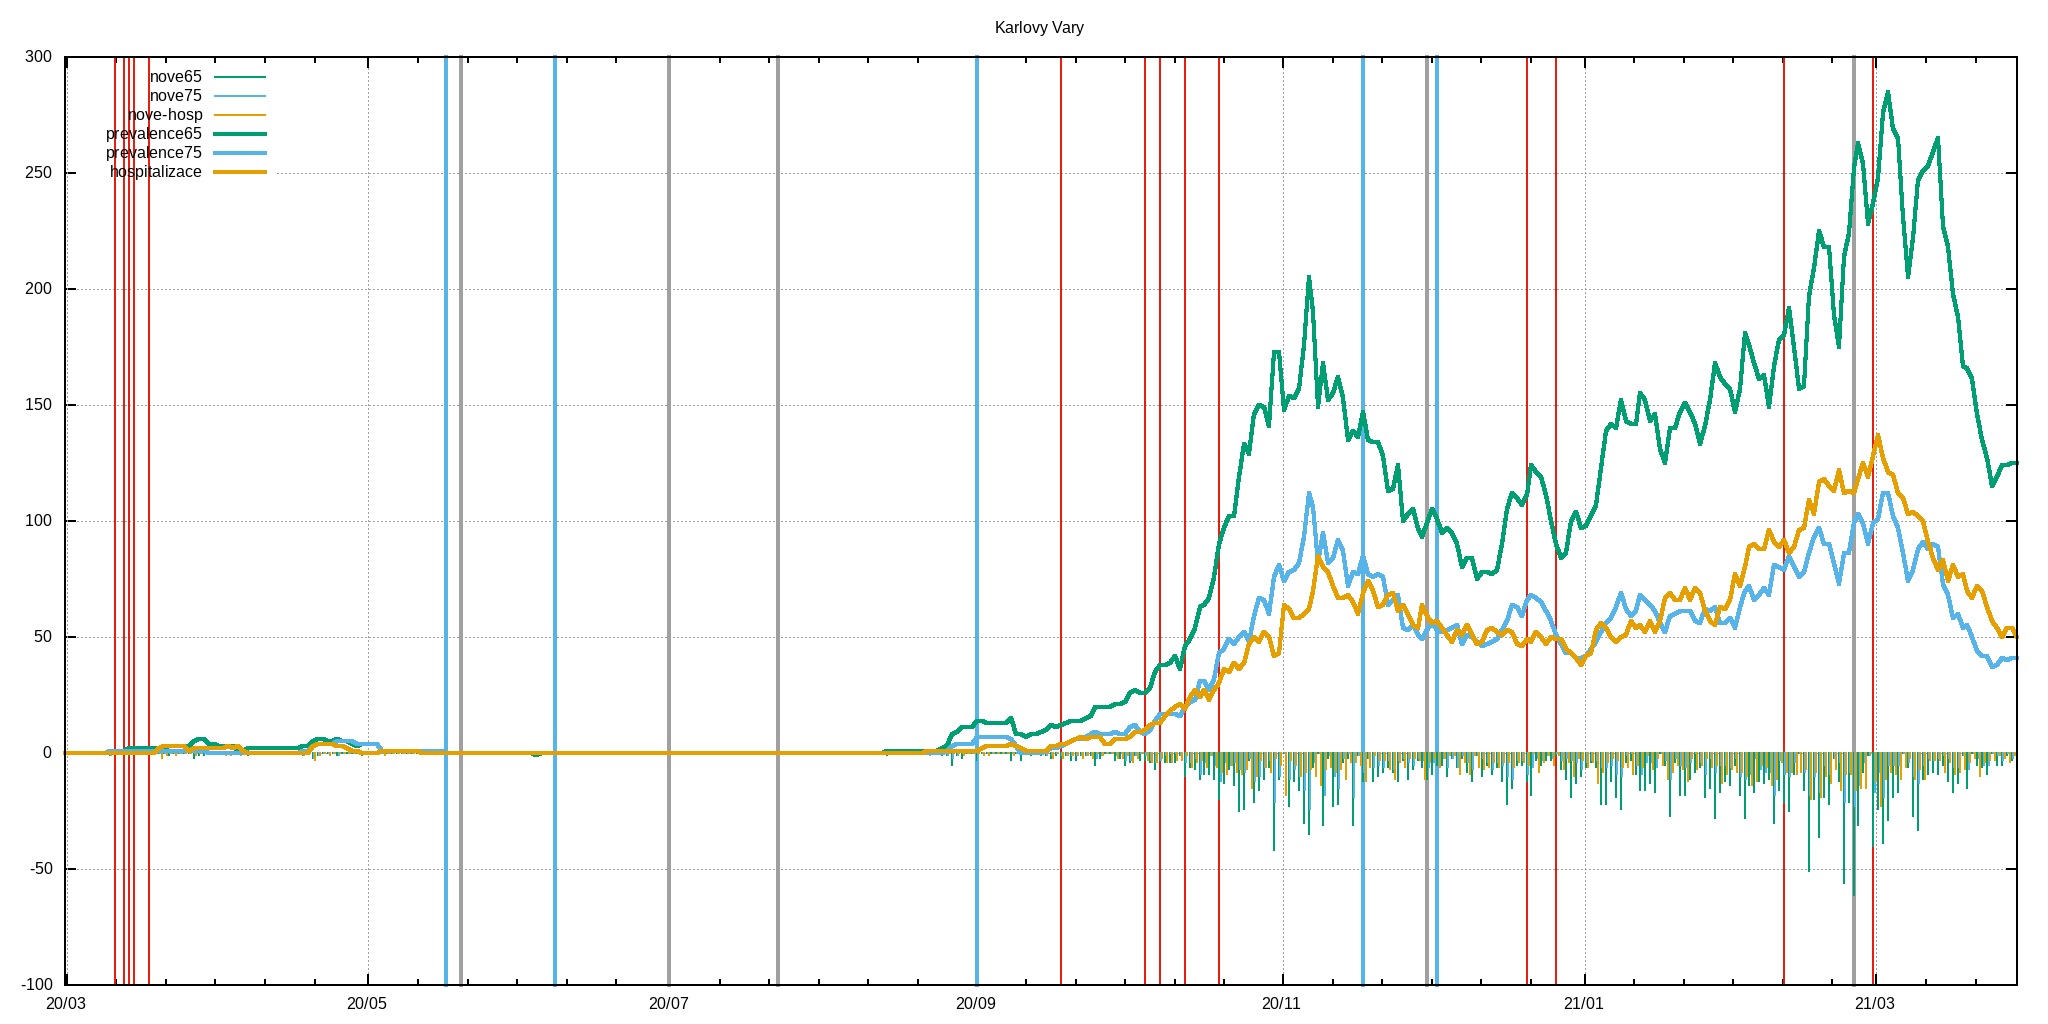 Karlovy Vary
300
250
200
150
100
50
0
-50
-100
nove65
nove75
nove-hosp
prevalence65
prevalence75
hospitalizace
20/03 20/05 20/07 20/09 20/11 21/01 21/03